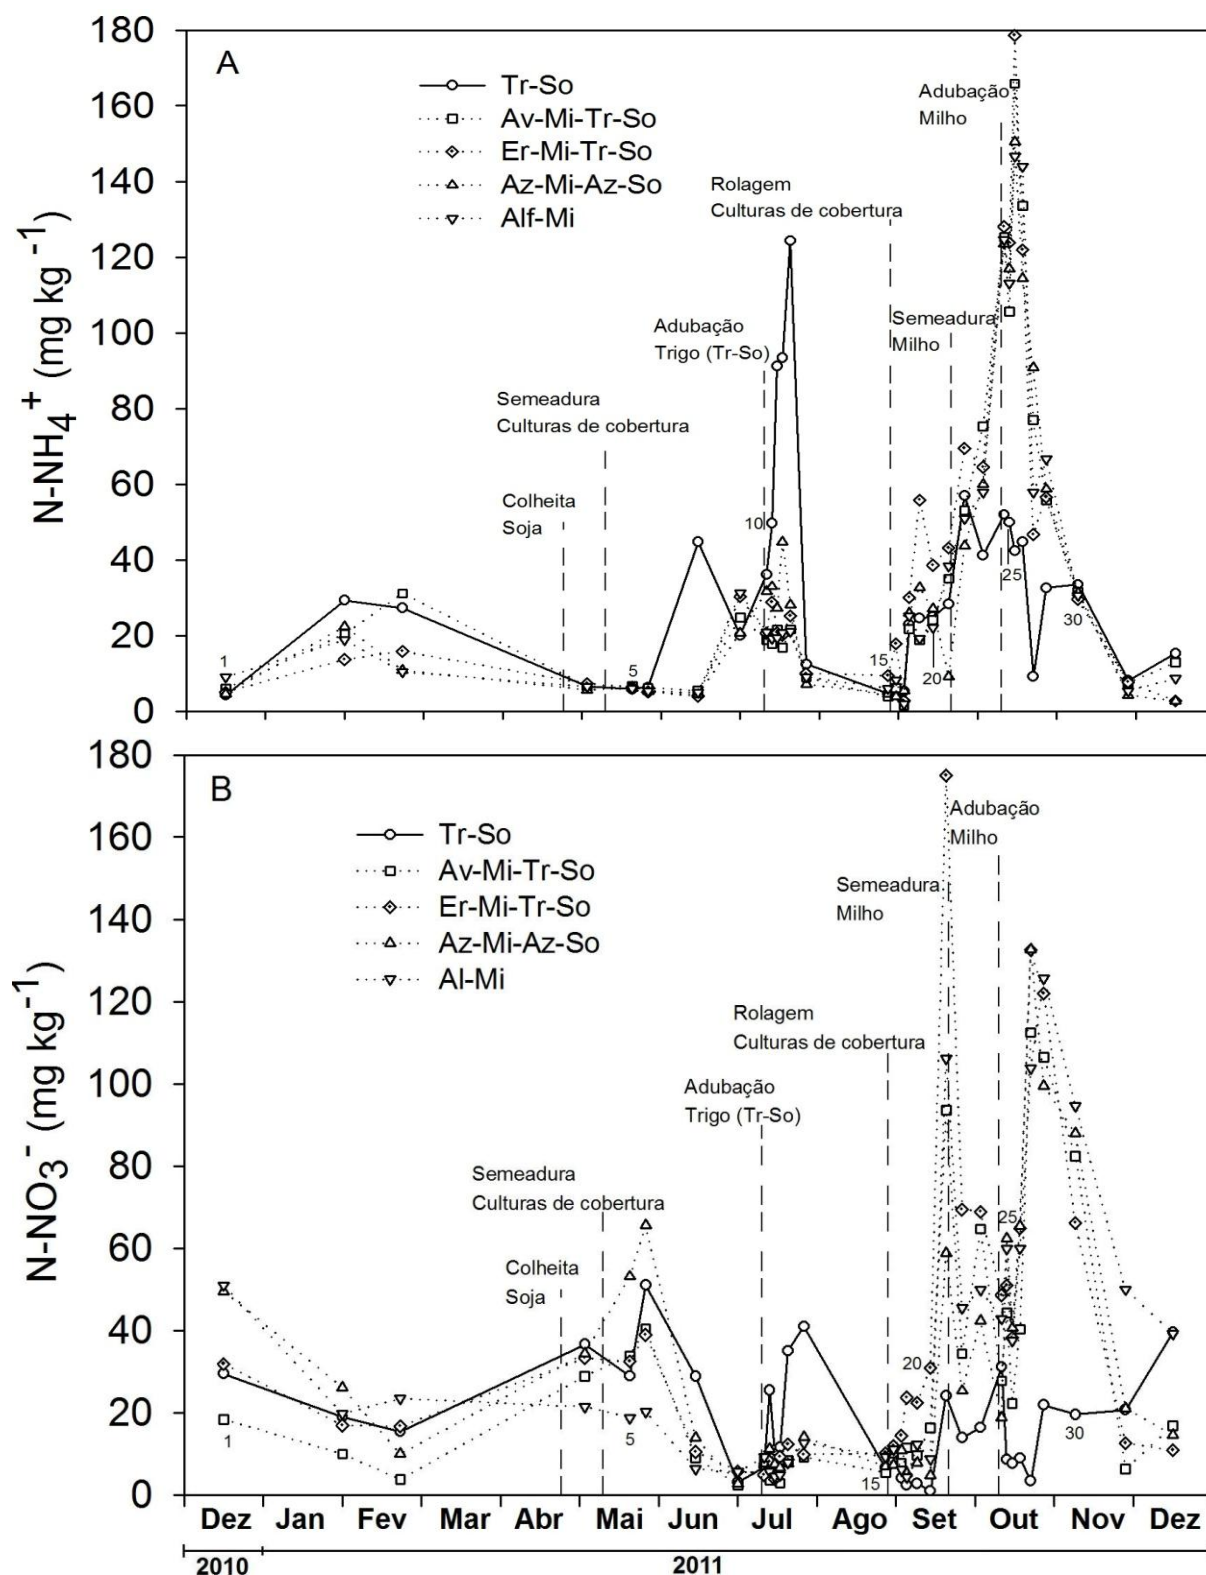 A
N-NH4+ (mg kg-1)
180
160
140
120
100
80
60
40
20
0
Tr-So
Av-Mi-Tr-So
Er-Mi-Tr-So
Az-Mi-Az-So
Alf-Mi
Adubação
Milho
Rolagem
Culturas de cobertura
Semeadura
Milho
Adubação
Trigo (Tr-So)
Semeadura
Culturas de cobertura
Colheita
Soja
1
5
10
15
20
25
30
B
N-NO3- (mg kg-1)
180
160
140
120
100
80
60
40
20
0
Tr-So
Av-Mi-Tr-So
Er-Mi-Tr-So
Az-Mi-Az-So
Al-Mi
Adubação
Milho
Semeadura
Milho
Rolagem
Culturas de cobertura
Adubação
Trigo (Tr-So)
Semeadura
Culturas de cobertura
Colheita
Soja
1
5
15
20
25
30
Dez Jan Fev Mar Abr Mai Jun Jul Ago Set Out Nov Dez
2010 2011